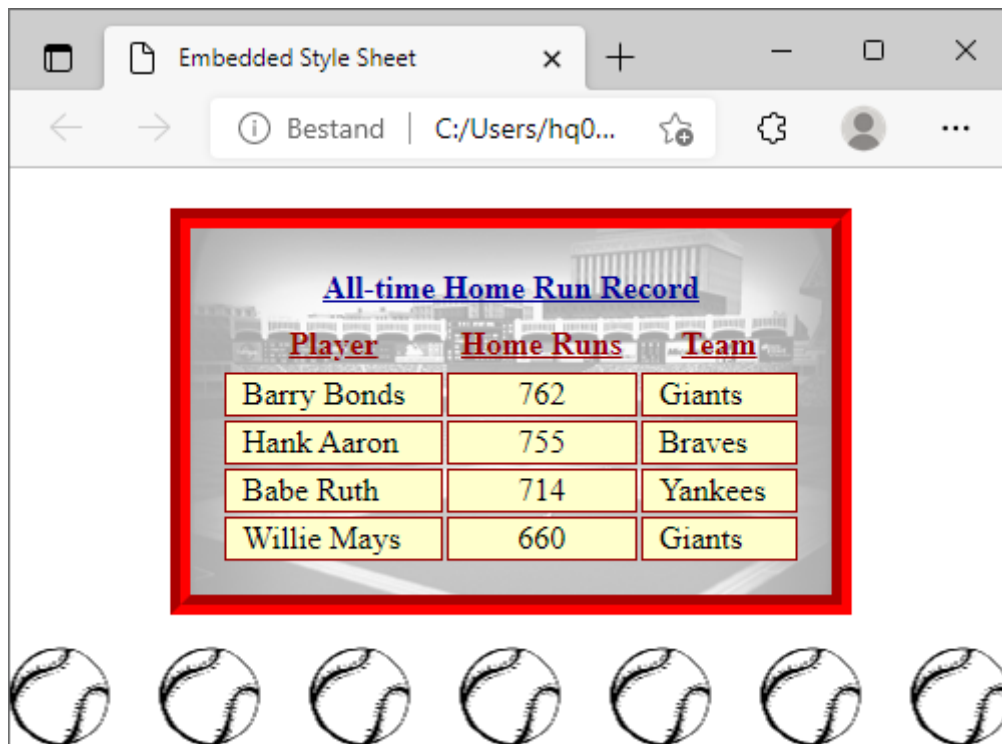 Embedded Style Sheet
Bestand C:/Users/hq0...
All-time Home Run Record
Player Home Runs Team
Barry Bonds 762 Giants
Hank Aaron 755 Braves
Babe Ruth 714 Yankees
Willie Mays 660 Giants